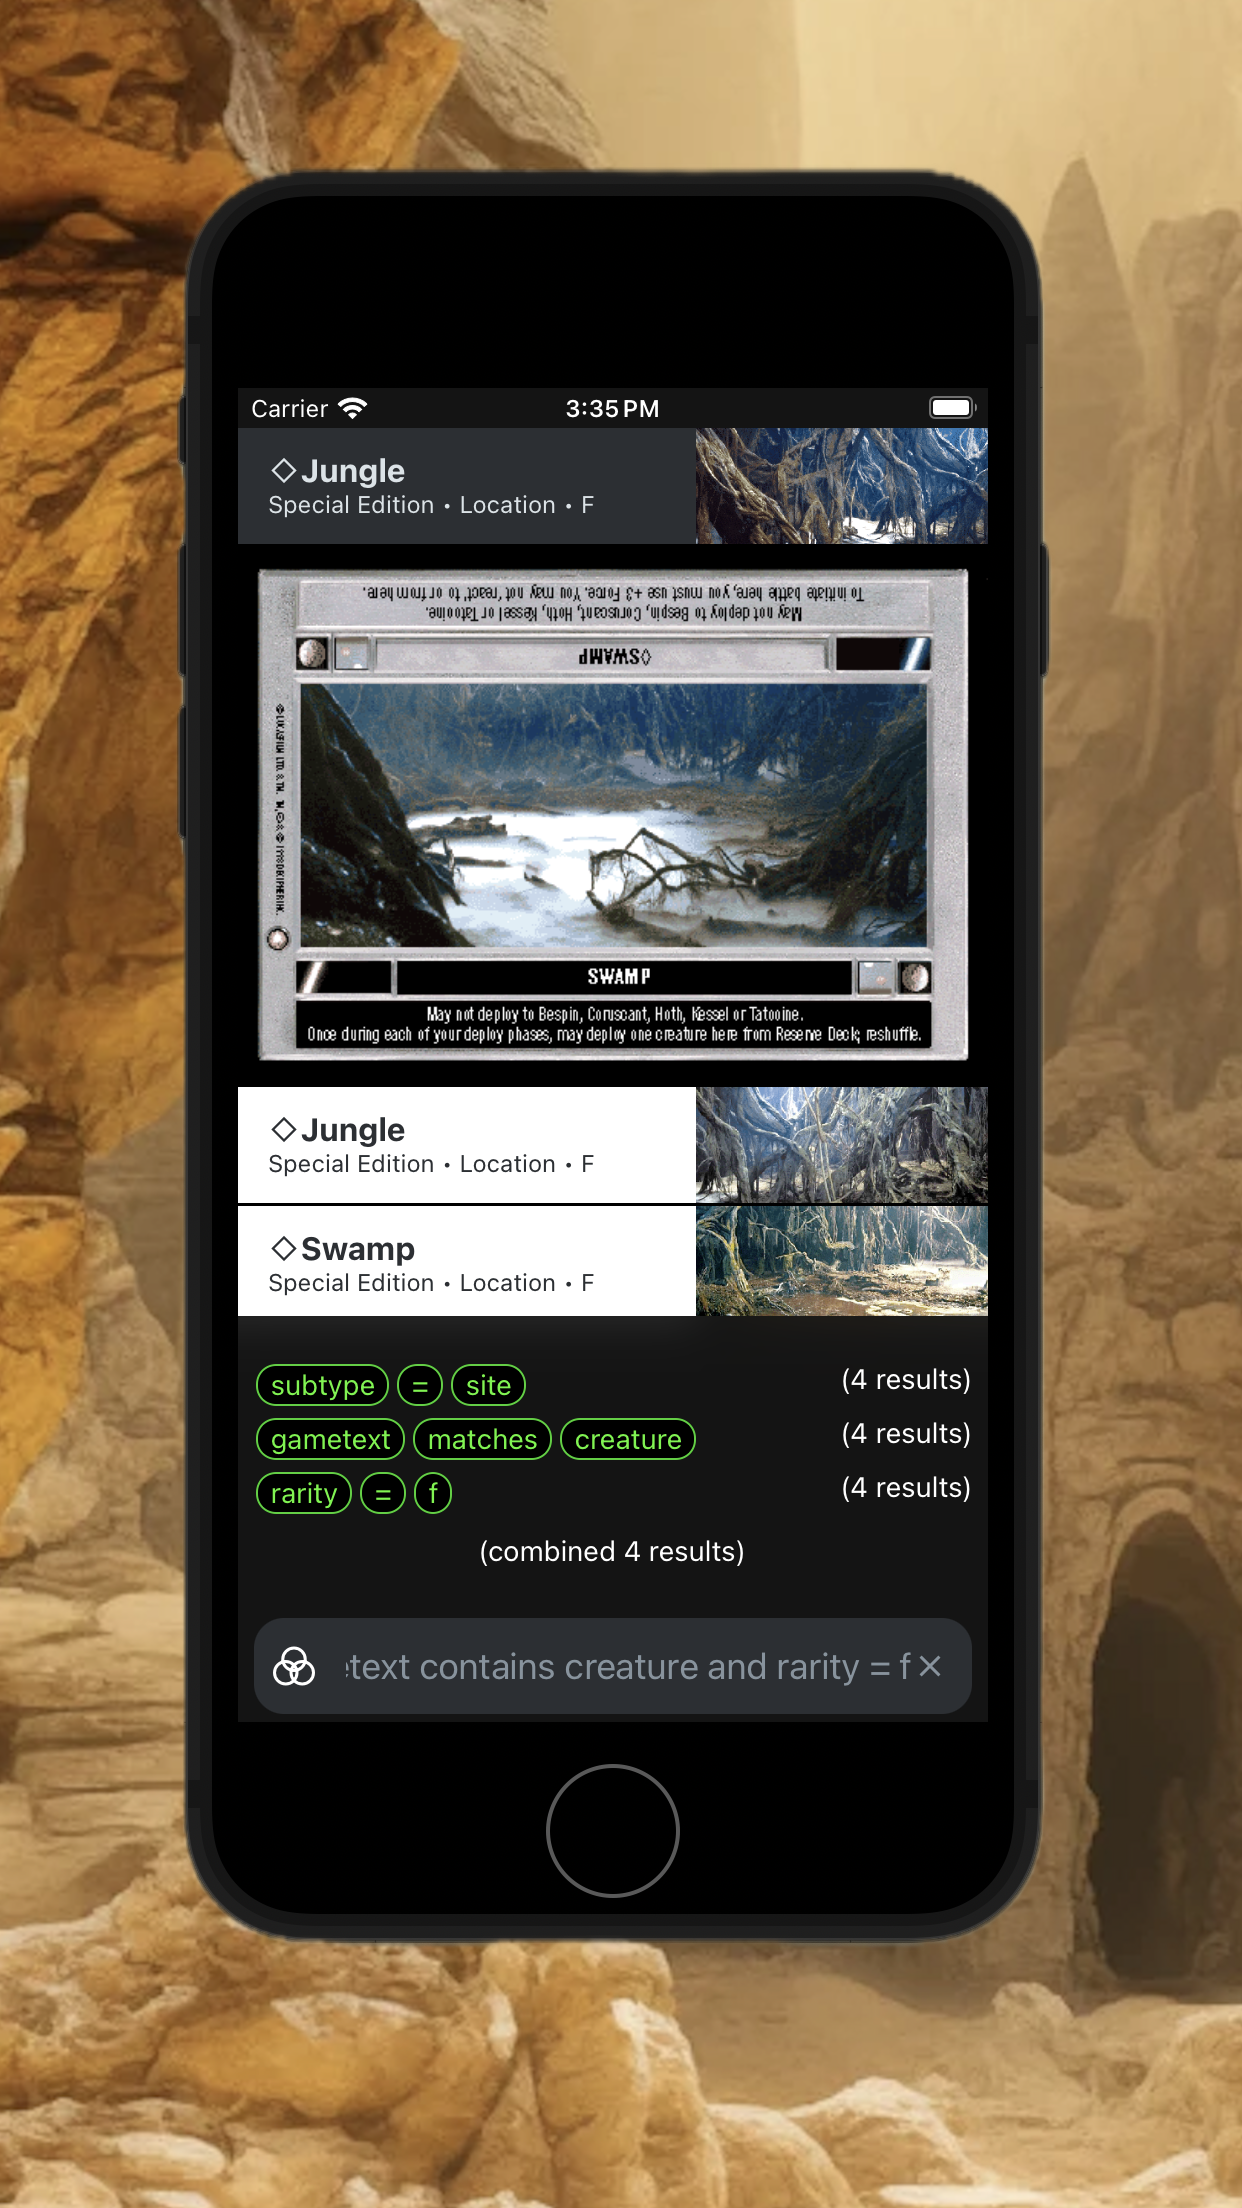 Carrier 3:35 PM
◇Jungle
Special Edition • Location • F
To initiate battle here, you must use +3 Force. You may not 'react' to or from here.
May not deploy to Bespin, Coruscant, Hoth, Kessel or Tatooine.
◇SWAMP
SWAMP
May not deploy to Bespin, Coruscant, Hoth, Kessel or Tatooine.
Once during each of your deploy phases, may deploy one creature here from Reserve Deck; reshuffle.
◇Jungle
Special Edition • Location • F
◇Swamp
Special Edition • Location • F
subtype = site (4 results)
gametext matches creature (4 results)
rarity = f (4 results)
(combined 4 results)
etext contains creature and rarity = f ×